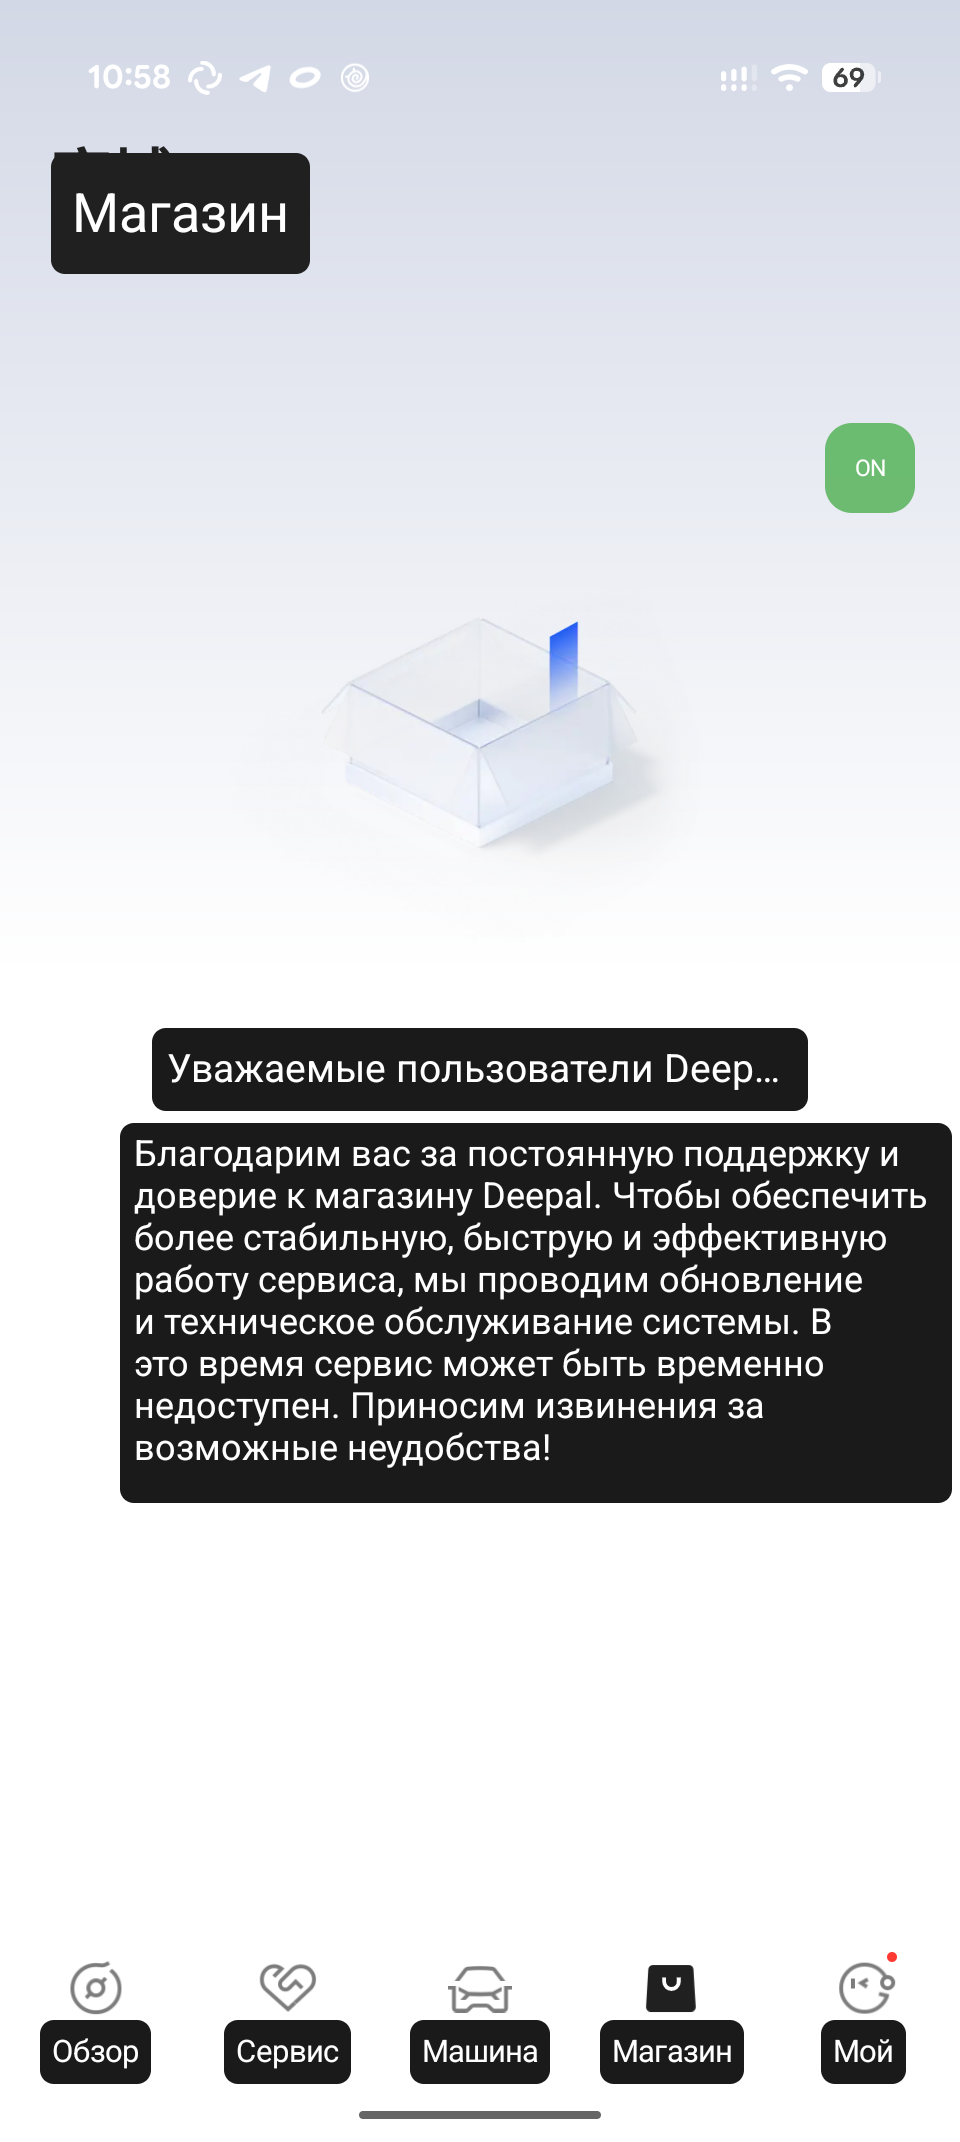 10:58
69
Магазин
ON
Уважаемые пользователи Deep...
Благодарим вас за постоянную поддержку и
доверие к магазину Deepal. Чтобы обеспечить
более стабильную, быструю и эффективную
работу сервиса, мы проводим обновление
и техническое обслуживание системы. В
это время сервис может быть временно
недоступен. Приносим извинения за
возможные неудобства!
Обзор
Сервис
Машина
Магазин
Мой